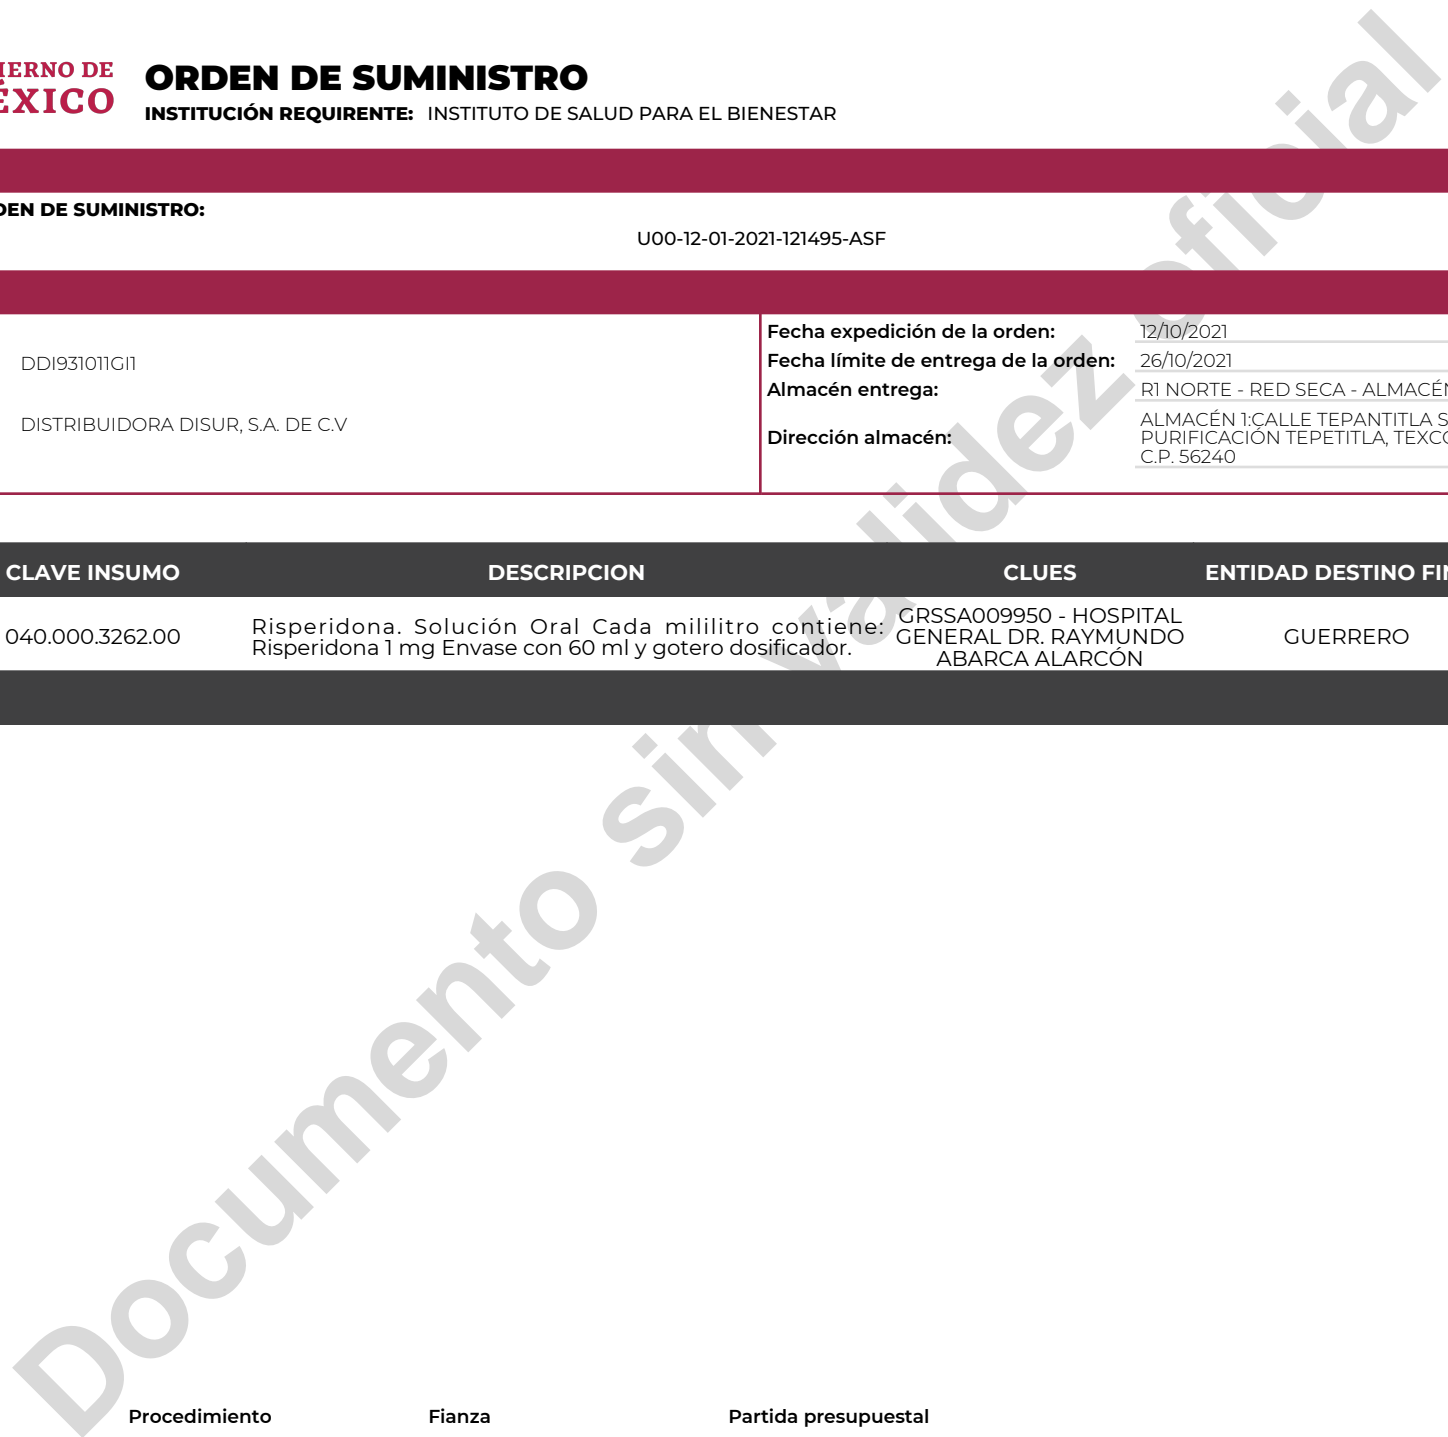 IERNO DE
ÉXICO
ORDEN DE SUMINISTRO
INSTITUCIÓN REQUIRENTE: INSTITUTO DE SALUD PARA EL BIENESTAR
DEN DE SUMINISTRO:
U00-12-01-2021-121495-ASF
DDI931011GI1
DISTRIBUIDORA DISUR, S.A. DE C.V
Fecha expedición de la orden: 12/10/2021
Fecha límite de entrega de la orden: 26/10/2021
Almacén entrega: R1 NORTE - RED SECA - ALMACÉN
Dirección almacén: ALMACÉN 1:CALLE TEPANTITLA S
PURIFICACIÓN TEPETITLA, TEXCO
C.P. 56240
CLAVE INSUMO DESCRIPCION CLUES ENTIDAD DESTINO FIN
040.000.3262.00
Risperidona. Solución Oral Cada mililitro contiene:
Risperidona 1 mg Envase con 60 ml y gotero dosificador.
GRSSA009950 - HOSPITAL
GENERAL DR. RAYMUNDO
ABARCA ALARCÓN
GUERRERO
Documento sin validez oficial
Procedimiento Fianza Partida presupuestal